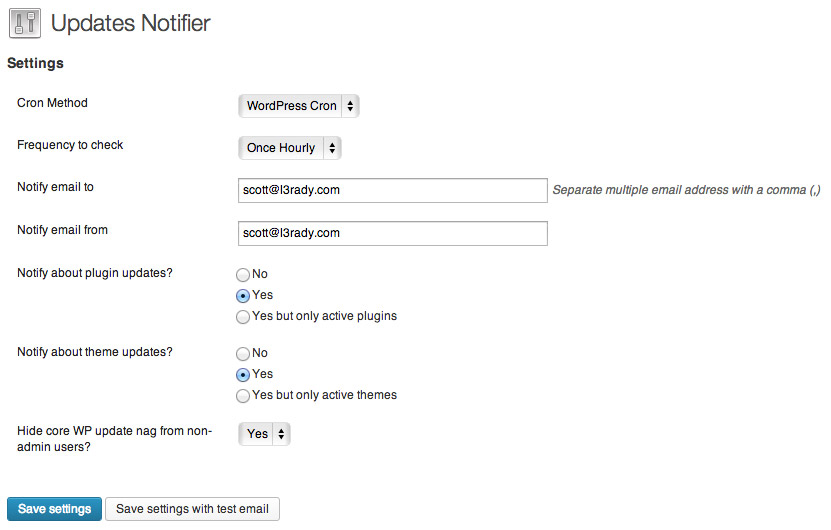 Updates Notifier
Settings
Cron Method
WordPress Cron
Frequency to check
Once Hourly
Notify email to
scott@l3rady.com
Separate multiple email address with a comma (,)
Notify email from
scott@l3rady.com
Notify about plugin updates?
No
Yes
Yes but only active plugins
Notify about theme updates?
No
Yes
Yes but only active themes
Hide core WP update nag from non-
admin users?
Yes
Save settings
Save settings with test email